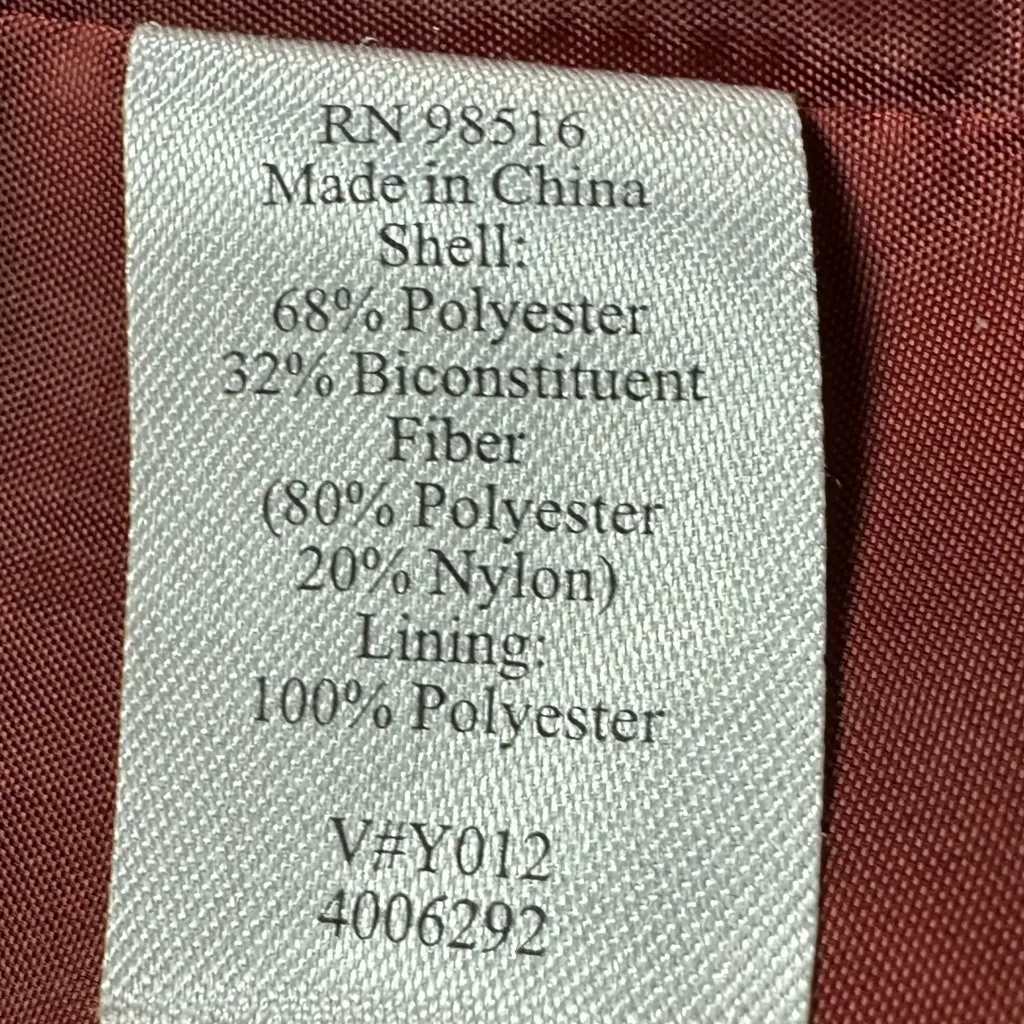 RN 98516
Made in China
Shell:
68% Polyester
32% Biconstituent
Fiber
(80% Polyester
20% Nylon)
Lining:
100% Polyester
V#Y012
4006292